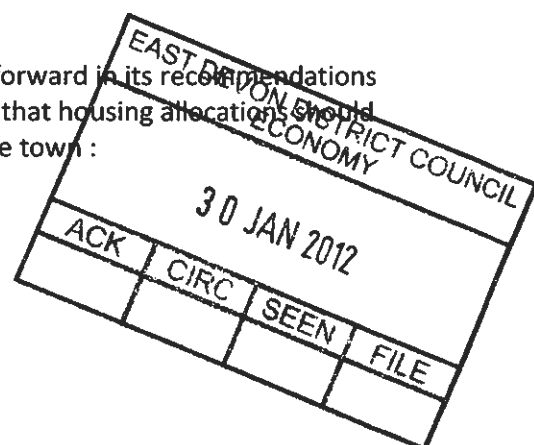 forward in its recommendations
that housing allocations should
e town :
EAST DEVON DISTRICT COUNCIL
ECONOMY
30 JAN 2012
ACK CIRC SEEN FILE